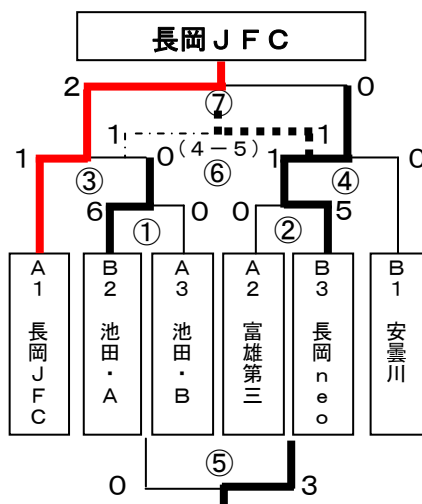 長岡ＪＦＣ
2 0
⑦
1 1
1 0 （４－５） 1 0
③ ⑥ ④
6 0 0 5
① ②
Ａ１ 長岡ＪＦＣ
Ｂ２ 池田・Ａ
Ａ３ 池田・Ｂ
Ａ２ 富雄第三
Ｂ３ 長岡ｎｅｏ
Ｂ１ 安曇川
⑤
0 3